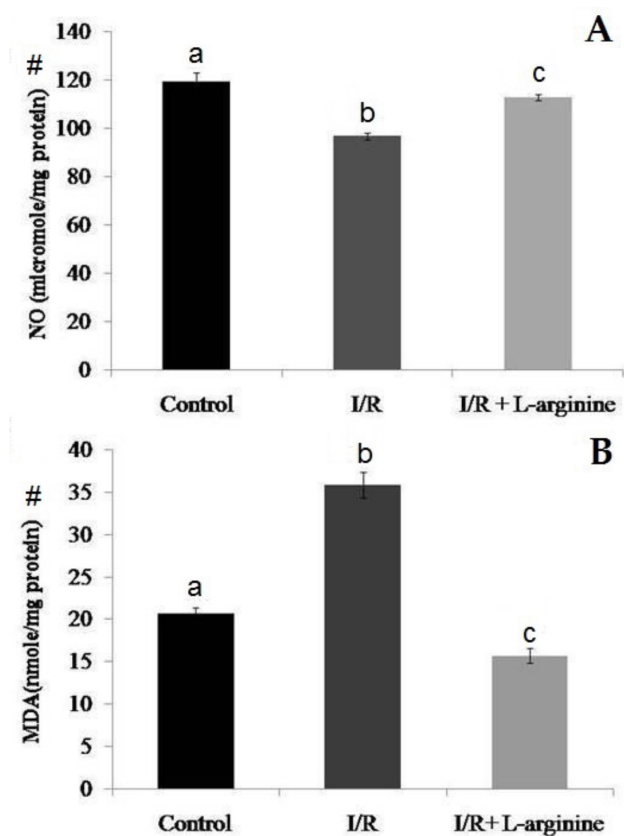 A
#
NO (micromole/mg protein)
140
120
100
80
60
40
20
0
a
b
c
Control
I/R
I/R + L-arginine
B
#
MDA(nmole/mg protein)
40
35
30
25
20
15
10
5
0
a
b
c
Control
I/R
I/R+ L-arginine